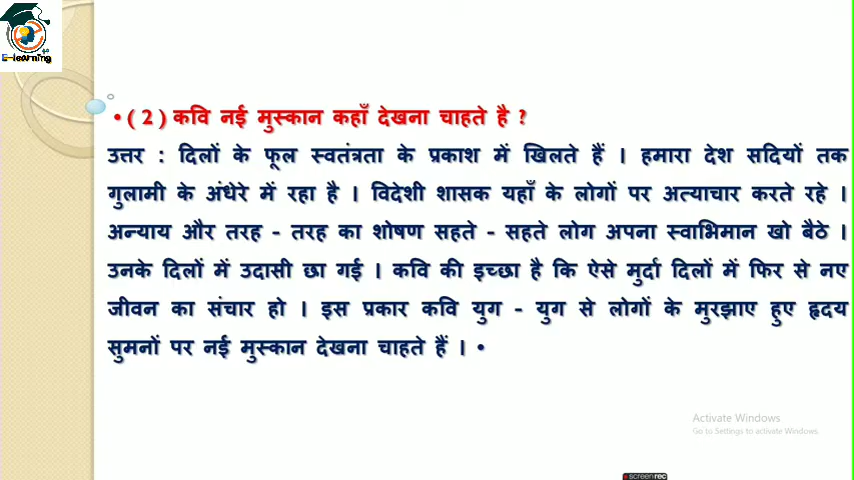 E-learning
• ( 2 ) कवि नई मुस्कान कहाँ देखना चाहते है ?
उत्तर : दिलों के फूल स्वतंत्रता के प्रकाश में खिलते हैं । हमारा देश सदियों तक
गुलामी के अंधेरे में रहा है । विदेशी शासक यहाँ के लोगों पर अत्याचार करते रहे ।
अन्याय और तरह - तरह का शोषण सहते - सहते लोग अपना स्वाभिमान खो बैठे ।
उनके दिलों में उदासी छा गई । कवि की इच्छा है कि ऐसे मुर्दा दिलों में फिर से नए
जीवन का संचार हो । इस प्रकार कवि युग - युग से लोगों के मुरझाए हुए हृदय
सुमनों पर नई मुस्कान देखना चाहते हैं । •
Activate Windows
Go to Settings to activate Windows.
screenrec